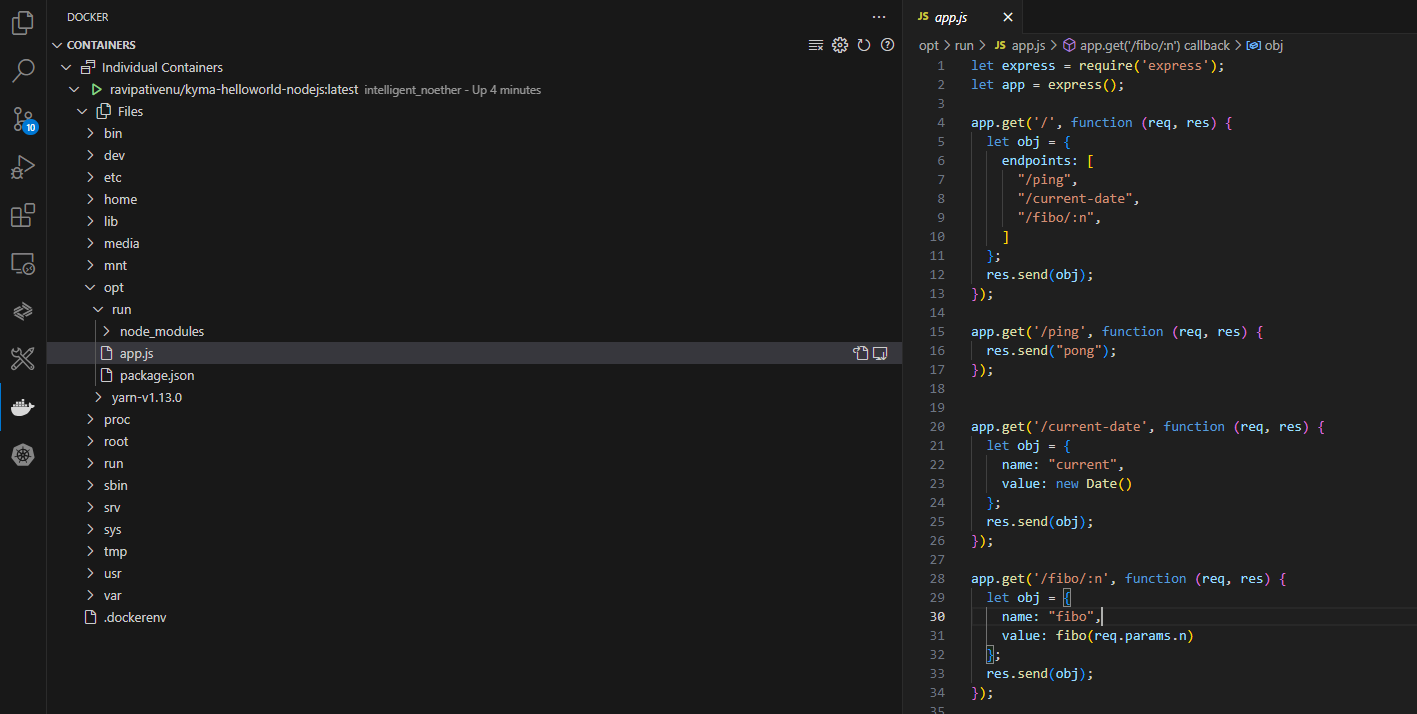 DOCKER
CONTAINERS
Individual Containers
ravipativenu/kyma-helloworld-nodejs:latest intelligent_noether - Up 4 minutes
Files
bin
dev
etc
home
lib
media
mnt
opt
run
node_modules
app.js
package.json
yarn-v1.13.0
proc
root
run
sbin
srv
sys
tmp
usr
var
.dockerenv
10
JS app.js
opt > run > JS app.js > app.get('/fibo/:n') callback > obj
1 let express = require('express');
2 let app = express();
3
4 app.get('/', function (req, res) {
5   let obj = {
6     endpoints: [
7       "/ping",
8       "/current-date",
9       "/fibo/:n",
10     ]
11   };
12   res.send(obj);
13 });
14
15 app.get('/ping', function (req, res) {
16   res.send("pong");
17 });
18
19
20 app.get('/current-date', function (req, res) {
21   let obj = {
22     name: "current",
23     value: new Date()
24   };
25   res.send(obj);
26 });
27
28 app.get('/fibo/:n', function (req, res) {
29   let obj = {
30     name: "fibo",
31     value: fibo(req.params.n)
32   };
33   res.send(obj);
34 });
35